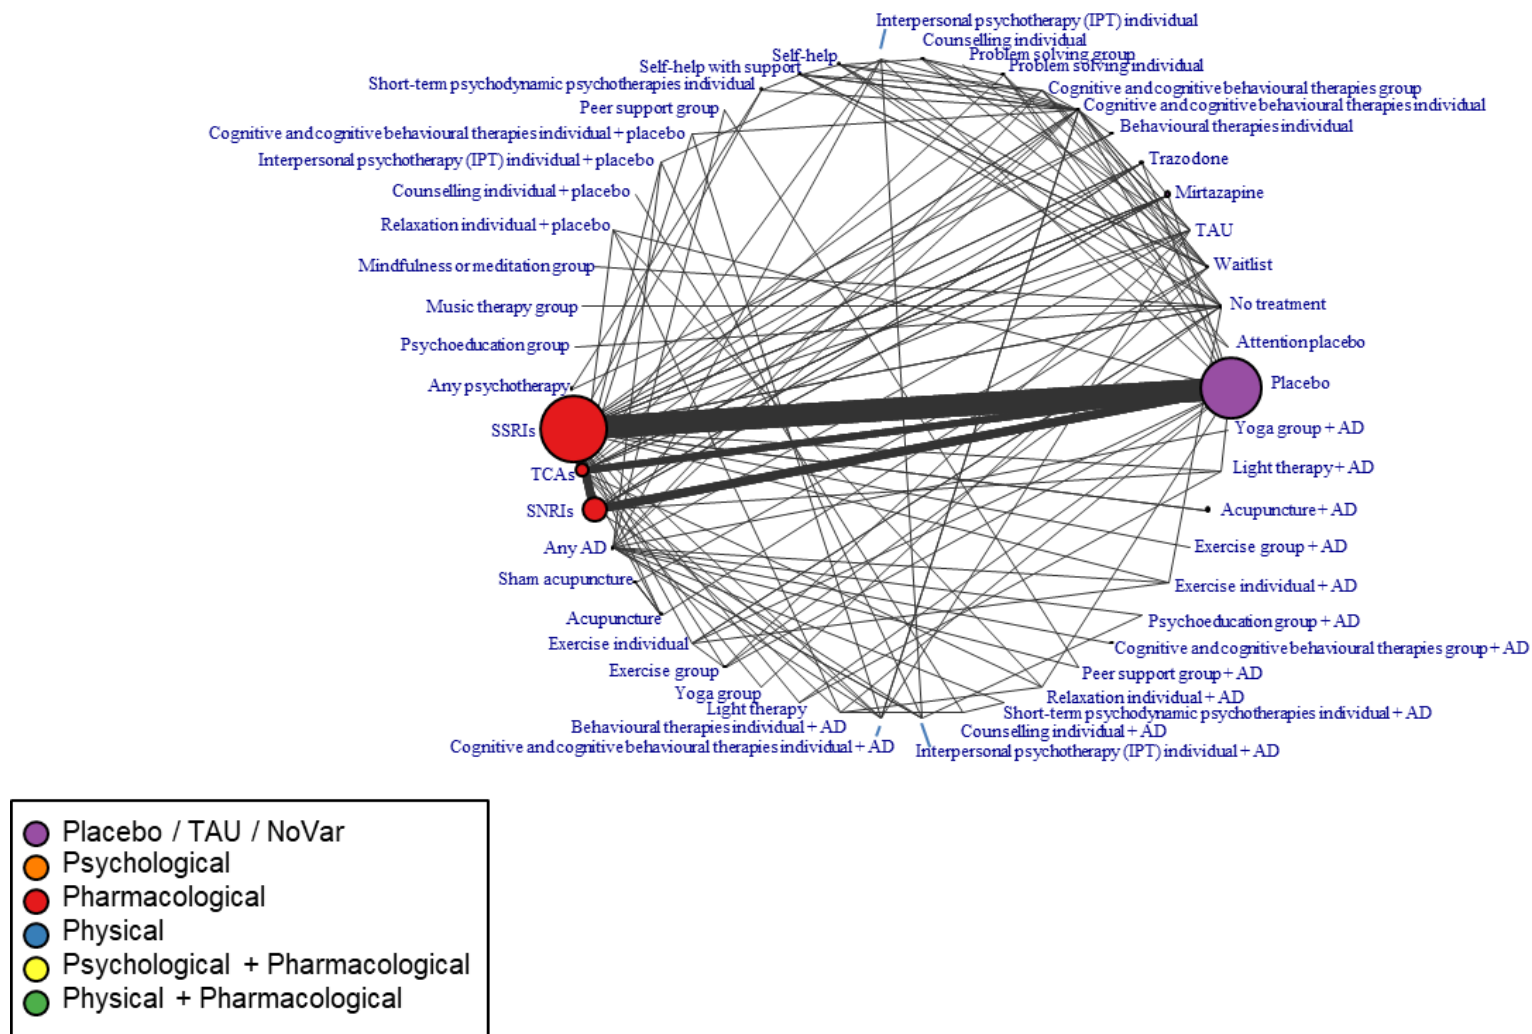 Interpersonal psychotherapy (IPT) individual
Counselling individual
Problem solving group
Self-help
Problem solving individual
Self-help with support
Short-term psychodynamic psychotherapies individual
Cognitive and cognitive behavioural therapies group
Peer support group
Cognitive and cognitive behavioural therapies individual
Cognitive and cognitive behavioural therapies individual + placebo
Behavioural therapies individual
Interpersonal psychotherapy (IPT) individual + placebo
Trazodone
Counselling individual + placebo
Mirtazapine
Relaxation individual + placebo
TAU
Mindfulness or meditation group
Waitlist
Music therapy group
No treatment
Psychoeducation group
Attention placebo
Any psychotherapy
Placebo
SSRIs
Yoga group + AD
TCAs
Light therapy + AD
SNRIs
Acupuncture + AD
Any AD
Exercise group + AD
Sham acupuncture
Exercise individual + AD
Acupuncture
Psychoeducation group + AD
Exercise individual
Cognitive and cognitive behavioural therapies group + AD
Exercise group
Peer support group + AD
Yoga group
Relaxation individual + AD
Light therapy
Short-term psychodynamic psychotherapies individual + AD
Behavioural therapies individual + AD
Counselling individual + AD
Cognitive and cognitive behavioural therapies individual + AD
Interpersonal psychotherapy (IPT) individual + AD
Placebo / TAU / NoVar
Psychological
Pharmacological
Physical
Psychological + Pharmacological
Physical + Pharmacological